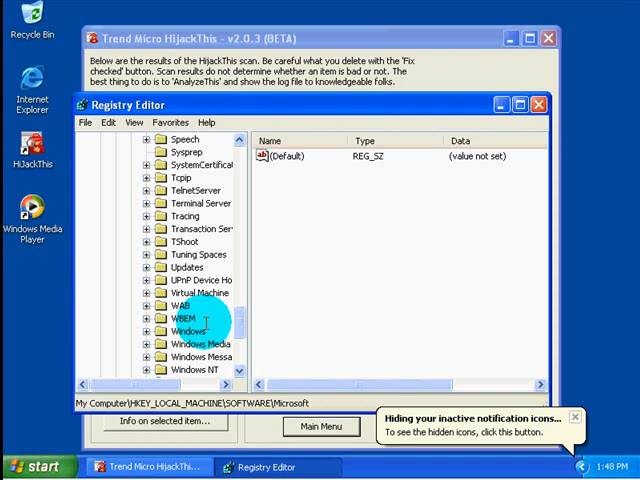 Recycle Bin
Internet
Explorer
HiJackThis
Windows Media
Player
Trend Micro HijackThis - v2.0.3 (BETA)
Below are the results of the HijackThis scan. Be careful what you delete with the 'Fix
checked' button. Scan results do not determine whether an item is bad or not. The
best thing to do is 'AnalyzeThis' and show the log file to knowledgeable folks.
Registry Editor
File Edit View Favorites Help
Speech
Sysprep
SystemCertifical
Tcpip
TelnetServer
Terminal Server
Tracing
Transaction Ser
TShoot
Tuning Spaces
Updates
UPnP Device Ho
Virtual Machine
WAB
WBEM
Windows
Windows Media
Windows Messa
Windows NT
Name Type Data
ab (Default) REG_SZ (value not set)
My Computer\HKEY_LOCAL_MACHINE\SOFTWARE\Microsoft
Info on selected item...
Main Menu
Hiding your inactive notification icons...
To see the hidden icons, click this button.
start
Trend Micro HijackThi...
Registry Editor
1:48 PM